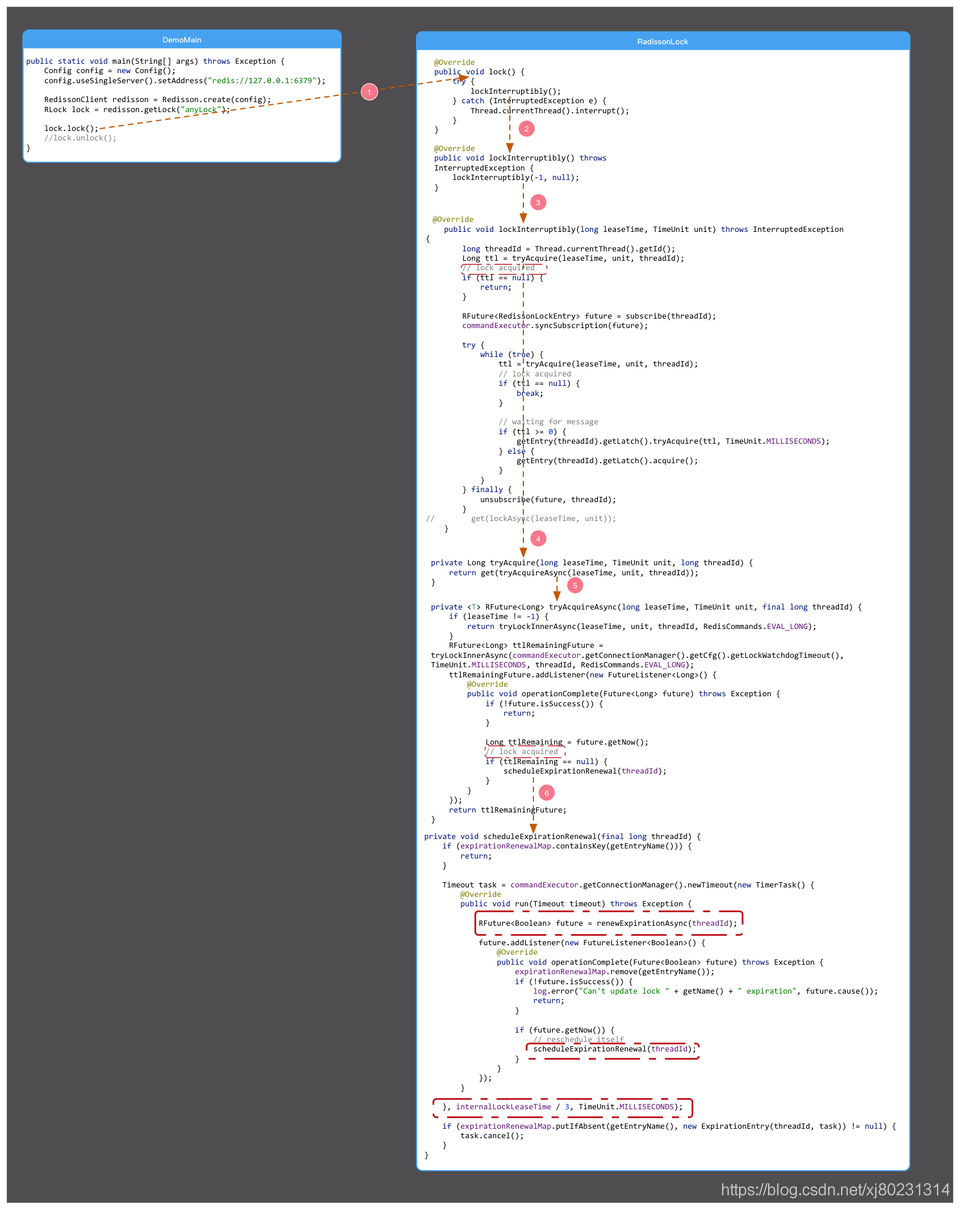 DemoMain
public static void main(String[] args) throws Exception {
Config config = new Config();
config.useSingleServer().setAddress("redis://127.0.0.1:6379");
RedissonClient redisson = Redisson.create(config);
RLock lock = redisson.getLock("anyLock");
lock.lock();
//lock.unlock();
}
1
RadissonLock
@Override
public void lock() {
try {
lockInterruptibly();
} catch (InterruptedException e) {
Thread.currentThread().interrupt();
}
}
2
@Override
public void lockInterruptibly() throws
InterruptedException {
lockInterruptibly(-1, null);
}
3
@Override
public void lockInterruptibly(long leaseTime, TimeUnit unit) throws InterruptedException
{
long threadId = Thread.currentThread().getId();
Long ttl = tryAcquire(leaseTime, unit, threadId);
// lock acquired
if (ttl == null) {
return;
}
RFuture<RedissonLockEntry> future = subscribe(threadId);
commandExecutor.syncSubscription(future);
try {
while (true) {
ttl = tryAcquire(leaseTime, unit, threadId);
// lock acquired
if (ttl == null) {
break;
}
// waiting for message
if (ttl >= 0) {
getEntry(threadId).getLatch().tryAcquire(ttl, TimeUnit.MILLISECONDS);
} else {
getEntry(threadId).getLatch().acquire();
}
}
} finally {
unsubscribe(future, threadId);
}
// get(lockAsync(leaseTime, unit));
}
4
private Long tryAcquire(long leaseTime, TimeUnit unit, long threadId) {
return get(tryAcquireAsync(leaseTime, unit, threadId));
}
5
private <T> RFuture<Long> tryAcquireAsync(long leaseTime, TimeUnit unit, final long threadId) {
if (leaseTime != -1) {
return tryLockInnerAsync(leaseTime, unit, threadId, RedisCommands.EVAL_LONG);
}
RFuture<Long> ttlRemainingFuture =
tryLockInnerAsync(commandExecutor.getConnectionManager().getCfg().getLockWatchdogTimeout(),
TimeUnit.MILLISECONDS, threadId, RedisCommands.EVAL_LONG);
ttlRemainingFuture.addListener(new FutureListener<Long>() {
@Override
public void operationComplete(Future<Long> future) throws Exception {
if (!future.isSuccess()) {
return;
}
Long ttlRemaining = future.getNow();
// lock acquired
if (ttlRemaining == null) {
scheduleExpirationRenewal(threadId);
}
}
});
6
return ttlRemainingFuture;
}
private void scheduleExpirationRenewal(final long threadId) {
if (expirationRenewalMap.containsKey(getEntryName())) {
return;
}
Timeout task = commandExecutor.getConnectionManager().newTimeout(new TimerTask() {
@Override
public void run(Timeout timeout) throws Exception {
RFuture<Boolean> future = renewExpirationAsync(threadId);
future.addListener(new FutureListener<Boolean>() {
@Override
public void operationComplete(Future<Boolean> future) throws Exception {
expirationRenewalMap.remove(getEntryName());
if (!future.isSuccess()) {
log.error("Can't update lock " + getName() + " expiration", future.cause());
return;
}
if (future.getNow()) {
// reschedule itself
scheduleExpirationRenewal(threadId);
}
}
});
}
}, internalLockLeaseTime / 3, TimeUnit.MILLISECONDS);
if (expirationRenewalMap.putIfAbsent(getEntryName(), new ExpirationEntry(threadId, task)) != null) {
task.cancel();
}
}
https://blog.csdn.net/xj80231314